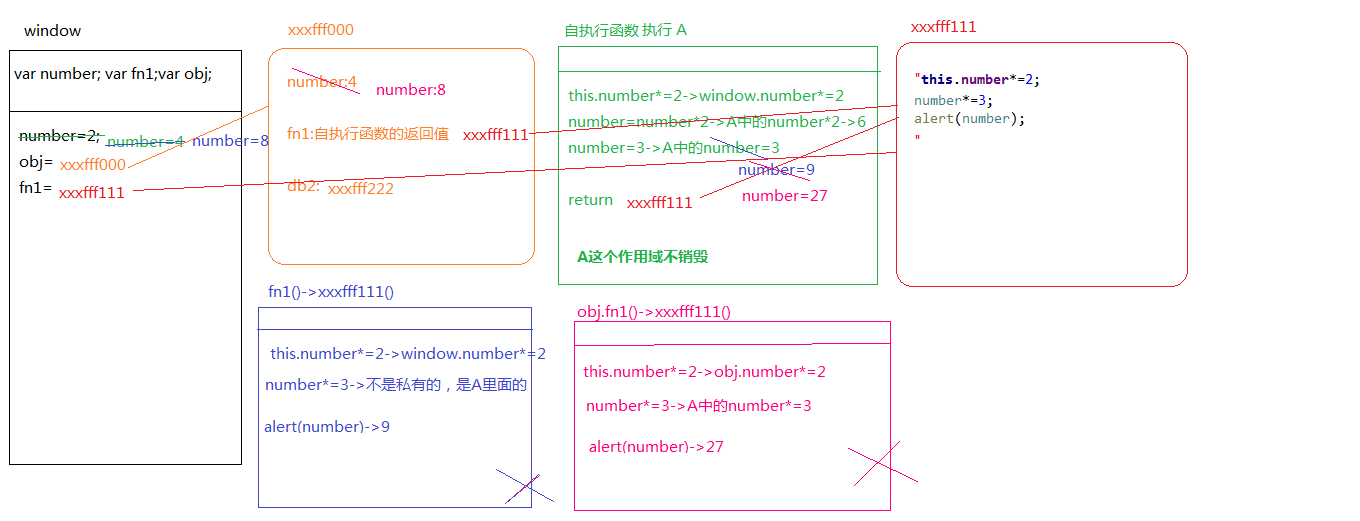 window
var number; var fn1;var obj;
number=2; number=4 number=8
obj= xxxfff000
fn1= xxxfff111
xxxfff000
number:4 number:8
fn1:自执行函数的返回值 xxxfff111
db2: xxxfff222
自执行函数 执行 A
this.number*=2->window.number*=2
number=number*2->A中的number*2->6
number=3->A中的number=3
number=9
number=27
return xxxfff111
A这个作用域不销毁
xxxfff111
"this.number*=2;
number*=3;
alert(number);
"
fn1()->xxxfff111()
this.number*=2->window.number*=2
number*=3->不是私有的，是A里面的
alert(number)->9
obj.fn1()->xxxfff111()
this.number*=2->obj.number*=2
number*=3->A中的number*=3
alert(number)->27